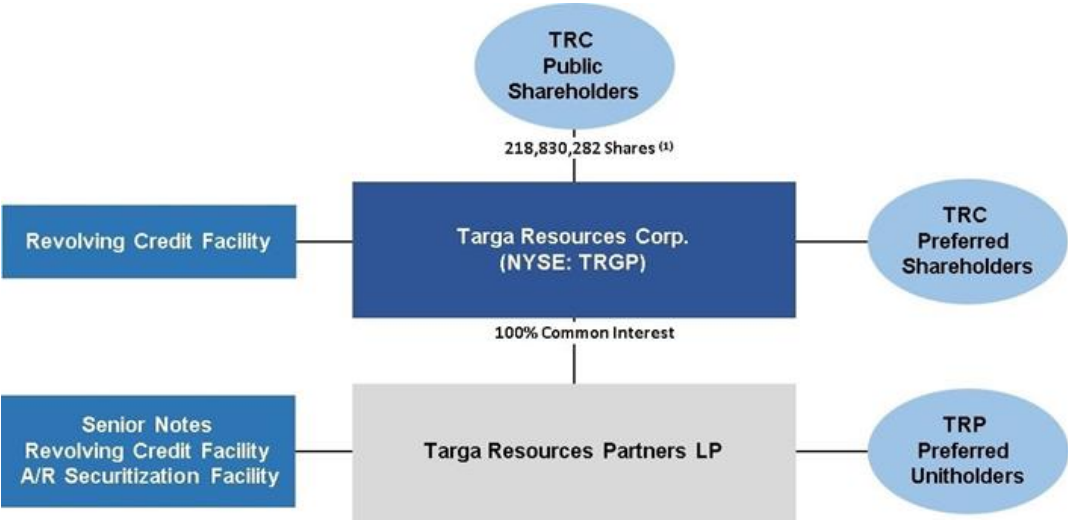 TRC
Public
Shareholders
218,830,282 Shares (1)
Revolving Credit Facility
Targa Resources Corp.
(NYSE: TRGP)
TRC
Preferred
Shareholders
100% Common Interest
Senior Notes
Revolving Credit Facility
A/R Securitization Facility
Targa Resources Partners LP
TRP
Preferred
Unitholders